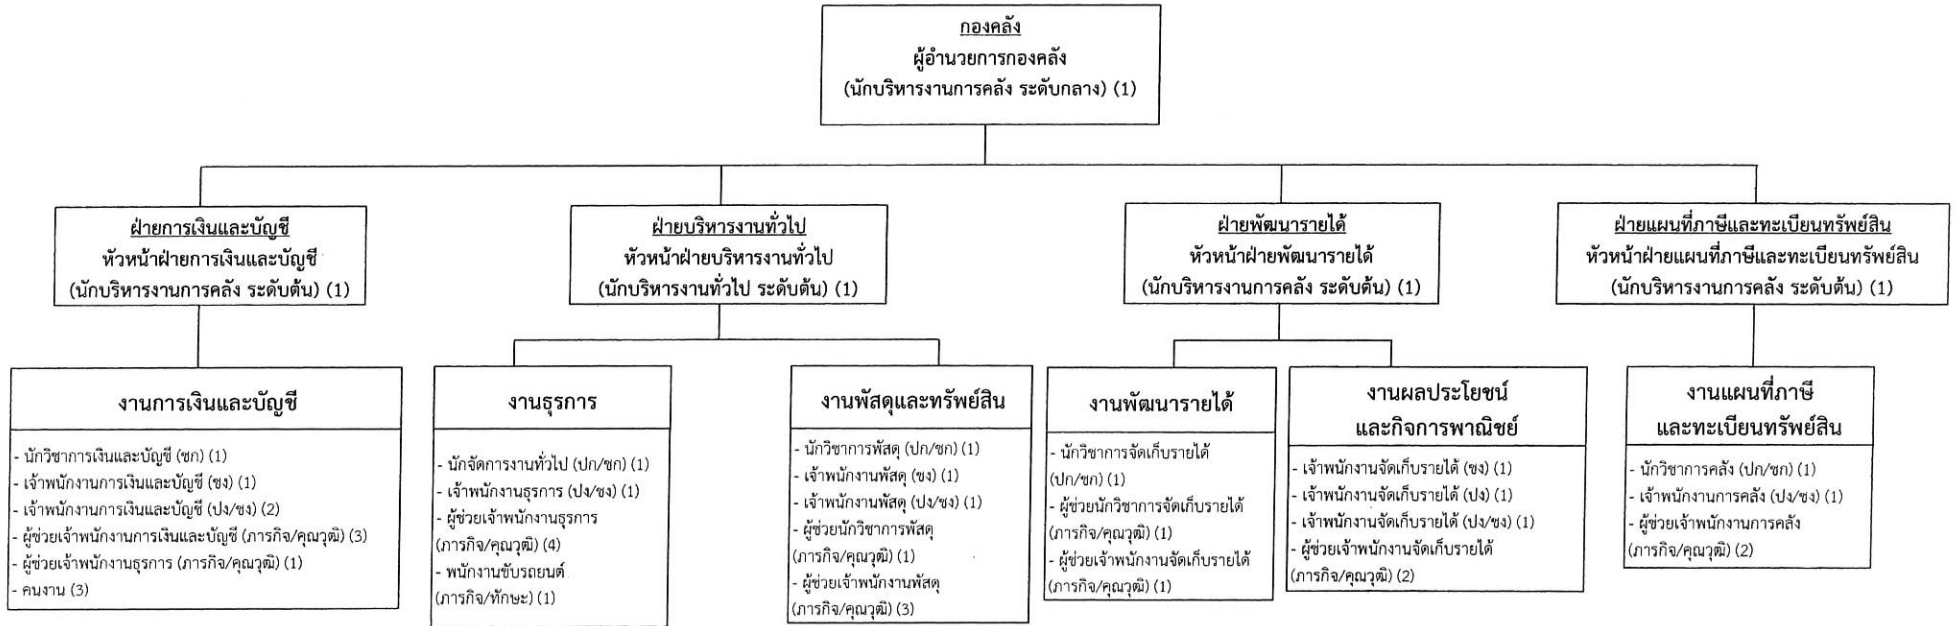 กองคลัง
ผู้อำนวยการกองคลัง
(นักบริหารงานการคลัง ระดับกลาง) (1)
ฝ่ายการเงินและบัญชี
หัวหน้าฝ่ายการเงินและบัญชี
(นักบริหารงานการคลัง ระดับต้น) (1)
ฝ่ายบริหารงานทั่วไป
หัวหน้าฝ่ายบริหารงานทั่วไป
(นักบริหารงานทั่วไป ระดับต้น) (1)
ฝ่ายพัฒนารายได้
หัวหน้าฝ่ายพัฒนารายได้
(นักบริหารงานการคลัง ระดับต้น) (1)
ฝ่ายแผนที่ภาษีและทะเบียนทรัพย์สิน
หัวหน้าฝ่ายแผนที่ภาษีและทะเบียนทรัพย์สิน
(นักบริหารงานการคลัง ระดับต้น) (1)
งานการเงินและบัญชี
- นักวิชาการเงินและบัญชี (ชก) (1)
- เจ้าพนักงานการเงินและบัญชี (ชง) (1)
- เจ้าพนักงานการเงินและบัญชี (ปง/ชง) (2)
- ผู้ช่วยเจ้าพนักงานการเงินและบัญชี (ภารกิจ/คุณวุฒิ) (3)
- ผู้ช่วยเจ้าพนักงานธุรการ (ภารกิจ/คุณวุฒิ) (1)
- คนงาน (3)
งานธุรการ
- นักจัดการงานทั่วไป (ปก/ชก) (1)
- เจ้าพนักงานธุรการ (ปง/ชง) (1)
- ผู้ช่วยเจ้าพนักงานธุรการ
(ภารกิจ/คุณวุฒิ) (4)
- พนักงานขับรถยนต์
(ภารกิจ/ทักษะ) (1)
งานพัสดุและทรัพย์สิน
- นักวิชาการพัสดุ (ปก/ชก) (1)
- เจ้าพนักงานพัสดุ (ชง) (1)
- เจ้าพนักงานพัสดุ (ปง/ชง) (1)
- ผู้ช่วยนักวิชาการพัสดุ
(ภารกิจ/คุณวุฒิ) (1)
- ผู้ช่วยเจ้าพนักงานพัสดุ
(ภารกิจ/คุณวุฒิ) (3)
งานพัฒนารายได้
- นักวิชาการจัดเก็บรายได้
(ปก/ชก) (1)
- ผู้ช่วยนักวิชาการจัดเก็บรายได้
(ภารกิจ/คุณวุฒิ) (1)
- ผู้ช่วยเจ้าพนักงานจัดเก็บรายได้
(ภารกิจ/คุณวุฒิ) (1)
งานผลประโยชน์
และกิจการพาณิชย์
- เจ้าพนักงานจัดเก็บรายได้ (ชง) (1)
- เจ้าพนักงานจัดเก็บรายได้ (ปง) (1)
- เจ้าพนักงานจัดเก็บรายได้ (ปง/ชง) (1)
- ผู้ช่วยเจ้าพนักงานจัดเก็บรายได้
(ภารกิจ/คุณวุฒิ) (2)
งานแผนที่ภาษี
และทะเบียนทรัพย์สิน
- นักวิชาการคลัง (ปก/ชก) (1)
- เจ้าพนักงานการคลัง (ปง/ชง) (1)
- ผู้ช่วยเจ้าพนักงานการคลัง
(ภารกิจ/คุณวุฒิ) (2)